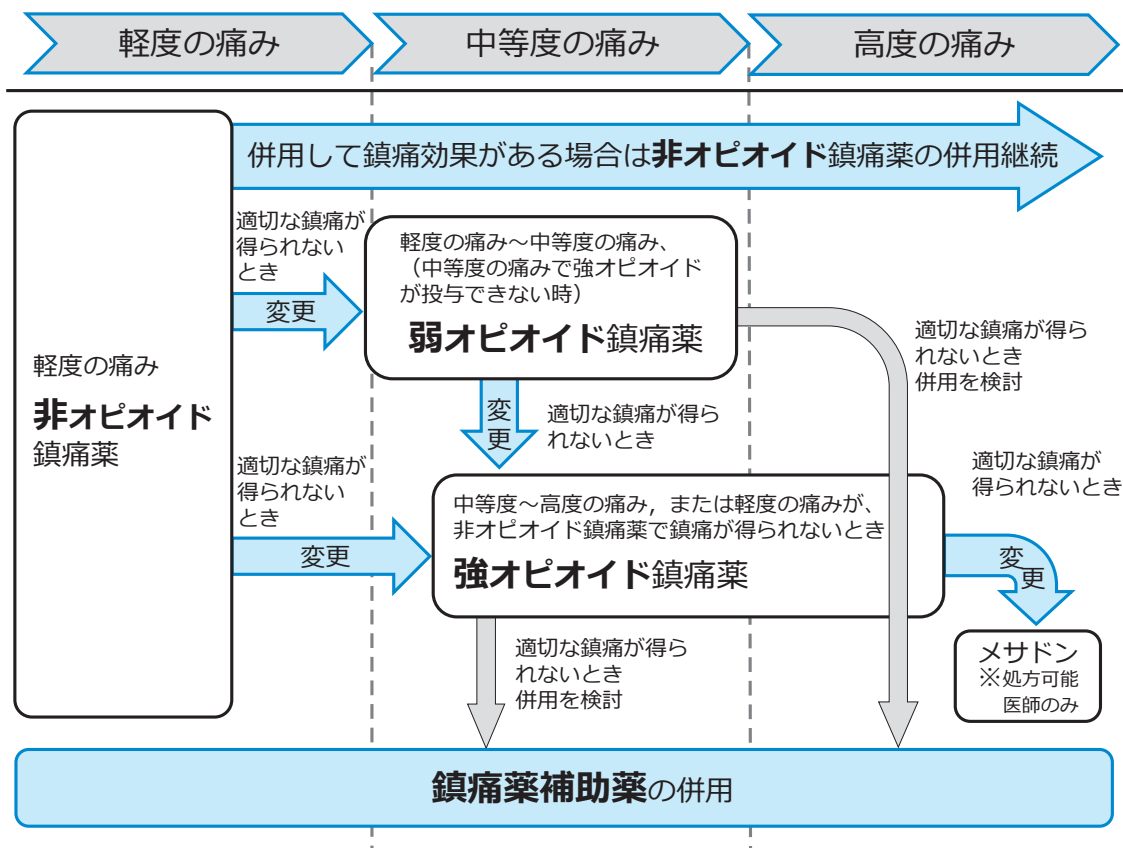 軽度の痛み
中等度の痛み
高度の痛み
併用して鎮痛効果がある場合は非オピオイド鎮痛薬の併用継続
軽度の痛み
非オピオイド
鎮痛薬
適切な鎮痛が
得られない
とき
変更
軽度の痛み～中等度の痛み、
（中等度の痛みで強オピオイド
が投与できない時）
弱オピオイド鎮痛薬
適切な鎮痛が得ら
れないとき
併用を検討
変
更
適切な鎮痛が得ら
れないとき
適切な鎮痛が
得られない
とき
変更
中等度～高度の痛み，または軽度の痛みが、
非オピオイド鎮痛薬で鎮痛が得られないとき
強オピオイド鎮痛薬
適切な鎮痛が
得られないとき
変
更
メサドン
※処方可能
医師のみ
適切な鎮痛が得ら
れないとき
併用を検討
鎮痛薬補助薬の併用